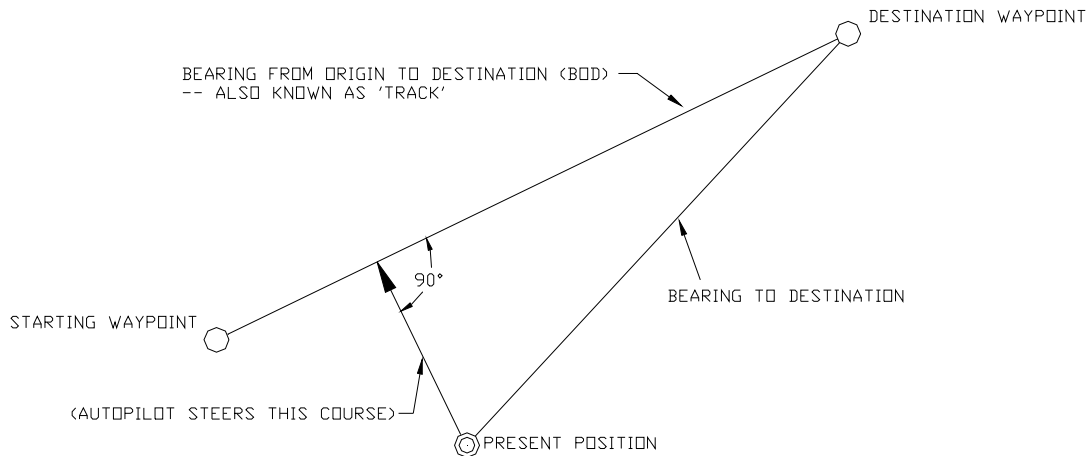 DESTINATION WAYPOINT
BEARING FROM ORIGIN TO DESTINATION (BOD)
-- ALSO KNOWN AS 'TRACK'
90°
BEARING TO DESTINATION
STARTING WAYPOINT
(AUTOPILOT STEERS THIS COURSE)
PRESENT POSITION